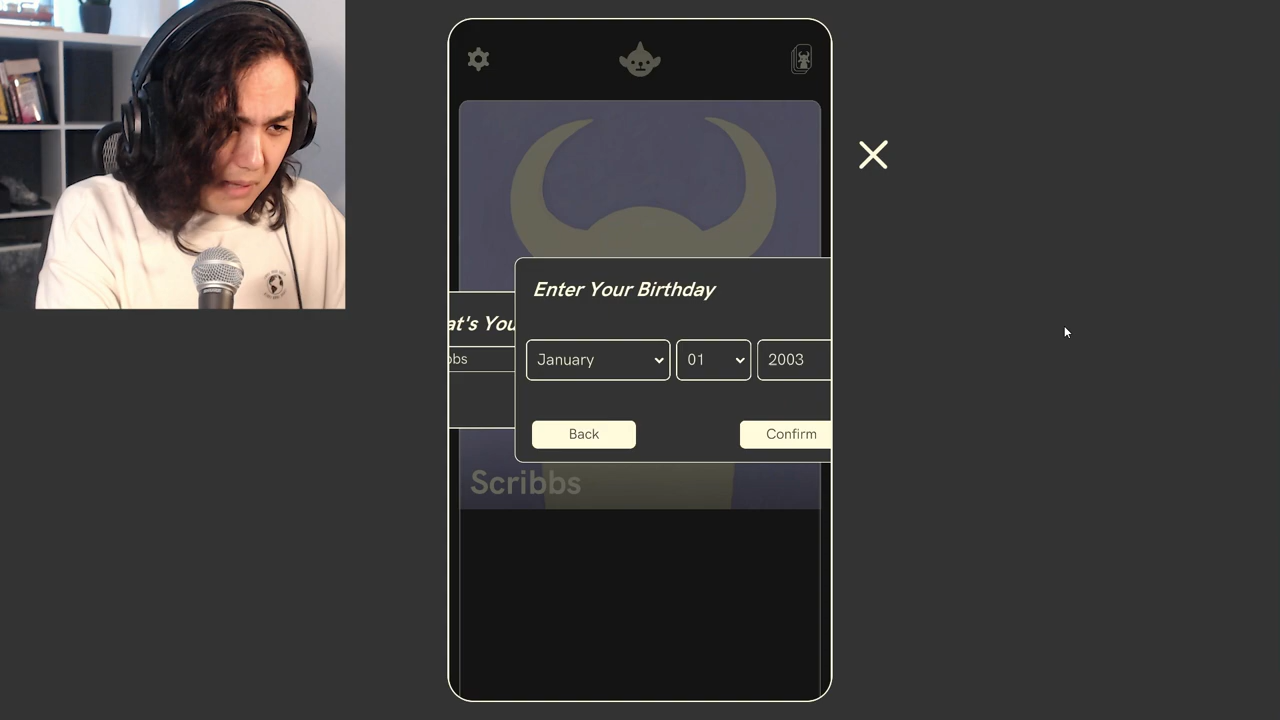 Enter Your Birthday
at's You
bbs
January 01 2003
Back Confirm
Scribbs